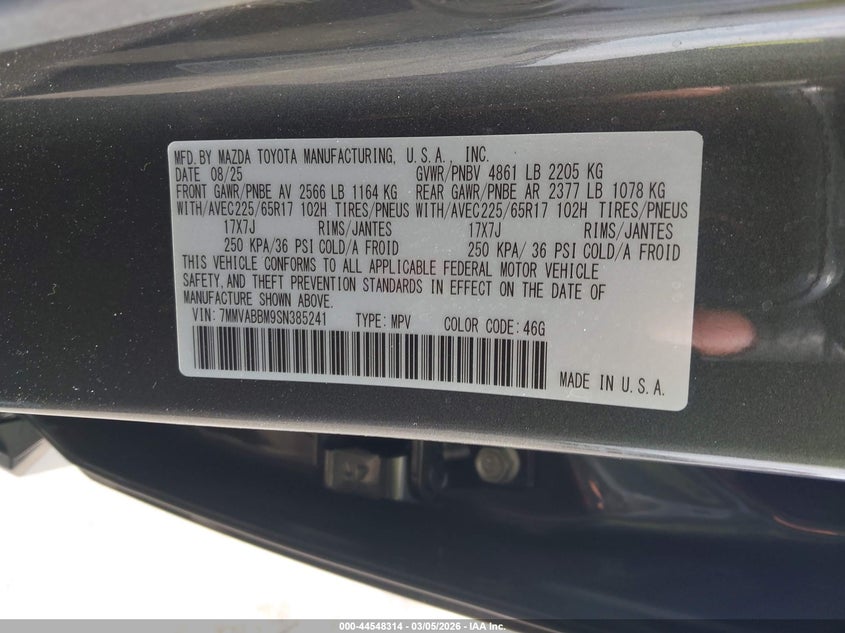 MFD. BY MAZDA TOYOTA MANUFACTURING, U.S.A., INC.
DATE 08/25 GVWR/PNBV 4861 LB 2205 KG
FRONT GAWR/PNBE AV 2566 LB 1164 KG REAR GAWR/PNBE AR 2377 LB 1078 KG
WITH/AVEC225/65R17 102H TIRES/PNEUS WITH/AVEC225/65R17 102H TIRES/PNEUS
17X7J RIMS/JANTES 17X7J RIMS/JANTES
250 KPA/36 PSI COLD/A FROID 250 KPA/ 36 PSI COLD/A FROID
THIS VEHICLE CONFORMS TO ALL APPLICABLE FEDERAL MOTOR VEHICLE
SAFETY, AND THEFT PREVENTION STANDARDS IN EFFECT ON THE DATE OF
MANUFACTURE SHOWN ABOVE.
VIN: 7MMVABBM9SN385241 TYPE: MPV COLOR CODE: 46G
MADE IN U.S.A.
000-44548314 - 03/05/2026 - IAA Inc.